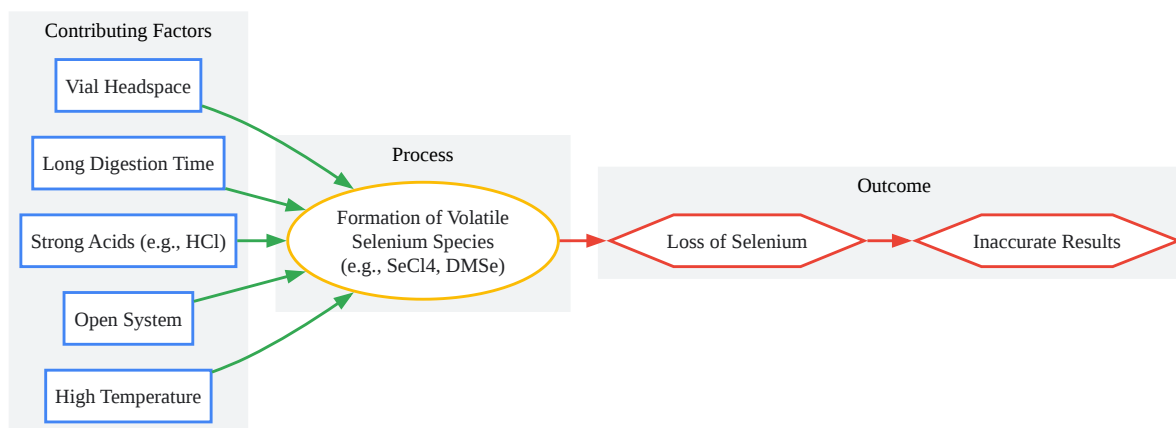 Contributing Factors
Vial Headspace
Long Digestion Time
Strong Acids (e.g., HCl)
Open System
High Temperature
Process
Formation of Volatile
Selenium Species
(e.g., SeCl4, DMSe)
Outcome
Loss of Selenium
Inaccurate Results